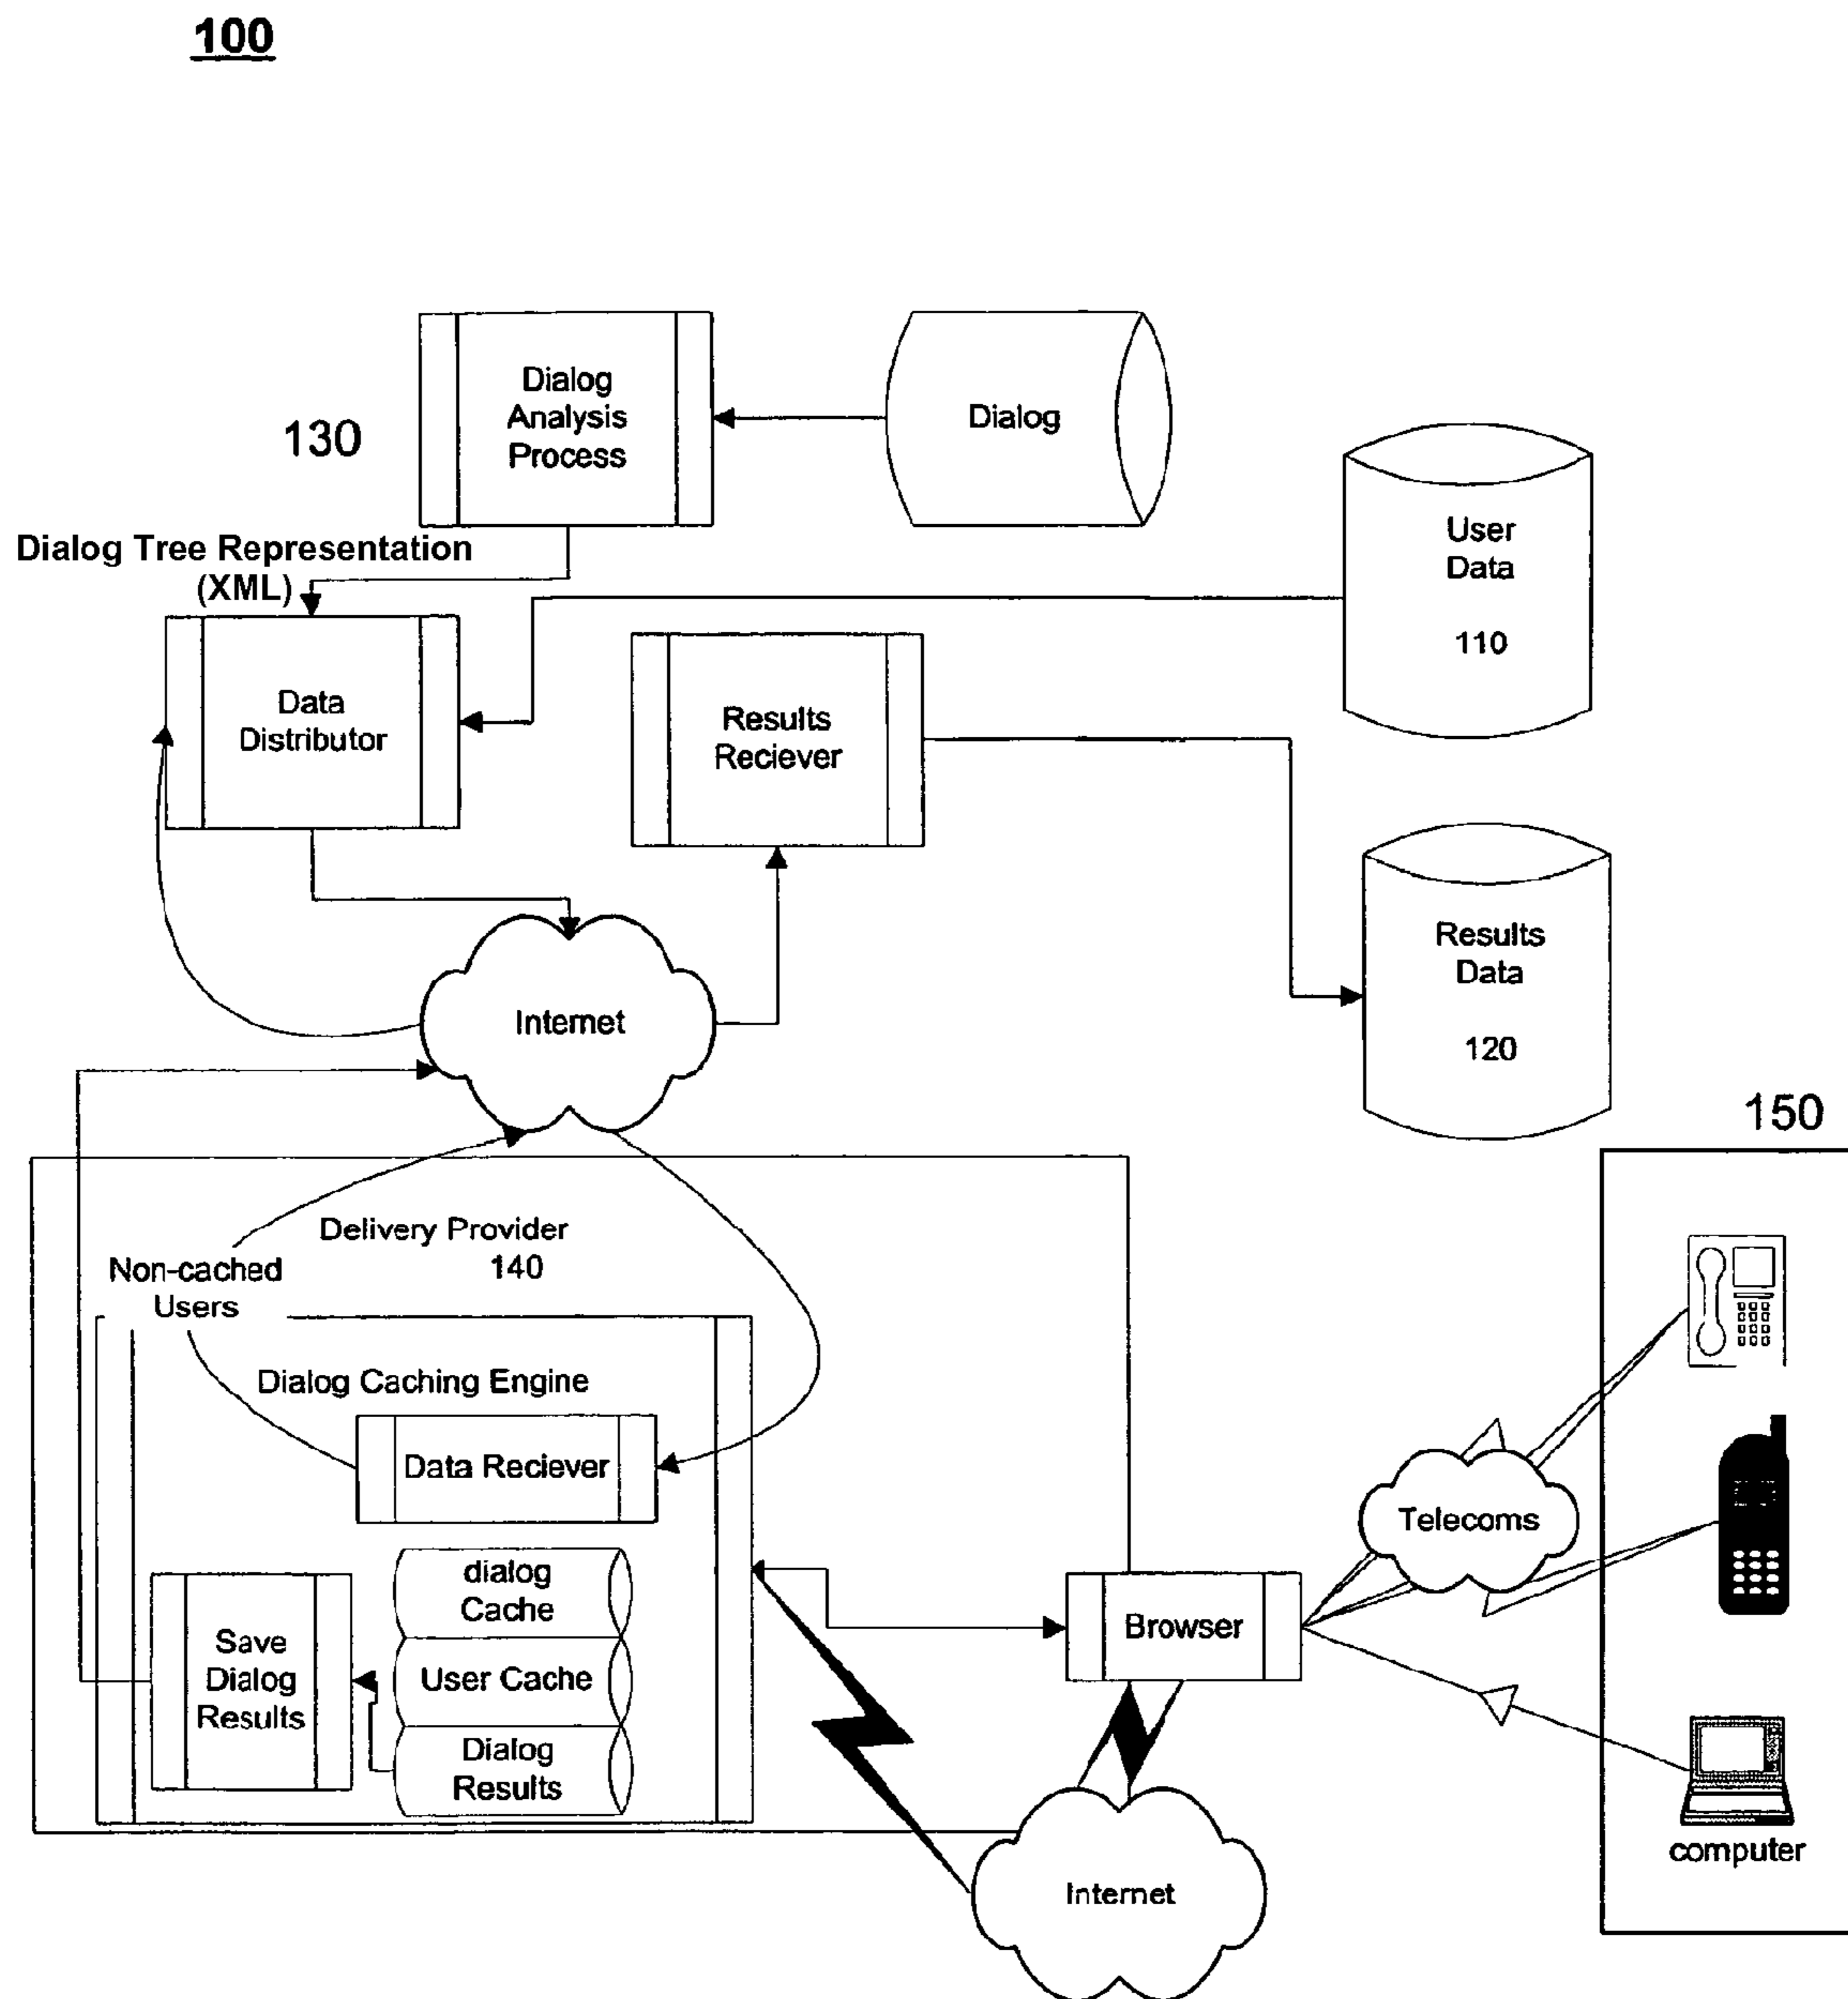 100
Dialog
Analysis
Process
Dialog
130
User
Data
110
Dialog Tree Representation
(XML)
Data
Distributor
Results
Reciever
Results
Data
120
Internet
150
Delivery Provider
140
Non-cached
Users
Dialog Caching Engine
Data Reciever
Telecoms
dialog
Cache
Browser
Save
Dialog
Results
User Cache
Dialog
Results
computer
Internet